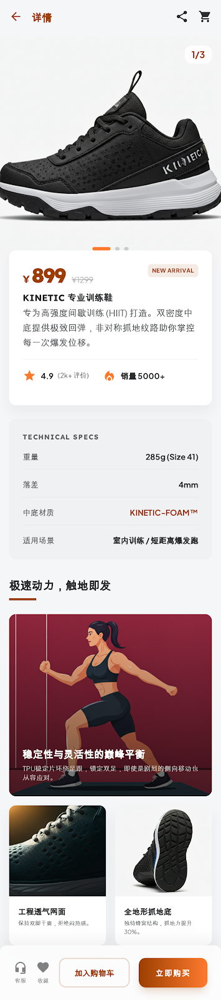 详情
1/3
KINETIC
¥899 ¥1299
NEW ARRIVAL
KINETIC 专业训练鞋
专为高强度间歇训练 (HIIT) 打造。双密度中
底提供极致回弹，非对称抓地纹路助你掌控
每一次爆发位移。
4.9 (2k+ 评价) 销量 5000+
TECHNICAL SPECS
重量 285g (Size 41)
落差 4mm
中底材质 KINETIC-FOAM™
适用场景 室内训练 / 短距离爆发跑
极速动力，触地即发
稳定性与灵活性的巅峰平衡
TPU稳定片环绕足跟，锁定双足，即使是剧烈的侧向移动也
从容应对。
工程透气网面
保持双脚干爽，拒绝闷热感。
全地形抓地底
独特蜂窝结构，抓地力提升
30%。
客服
收藏
加入购物车
立即购买